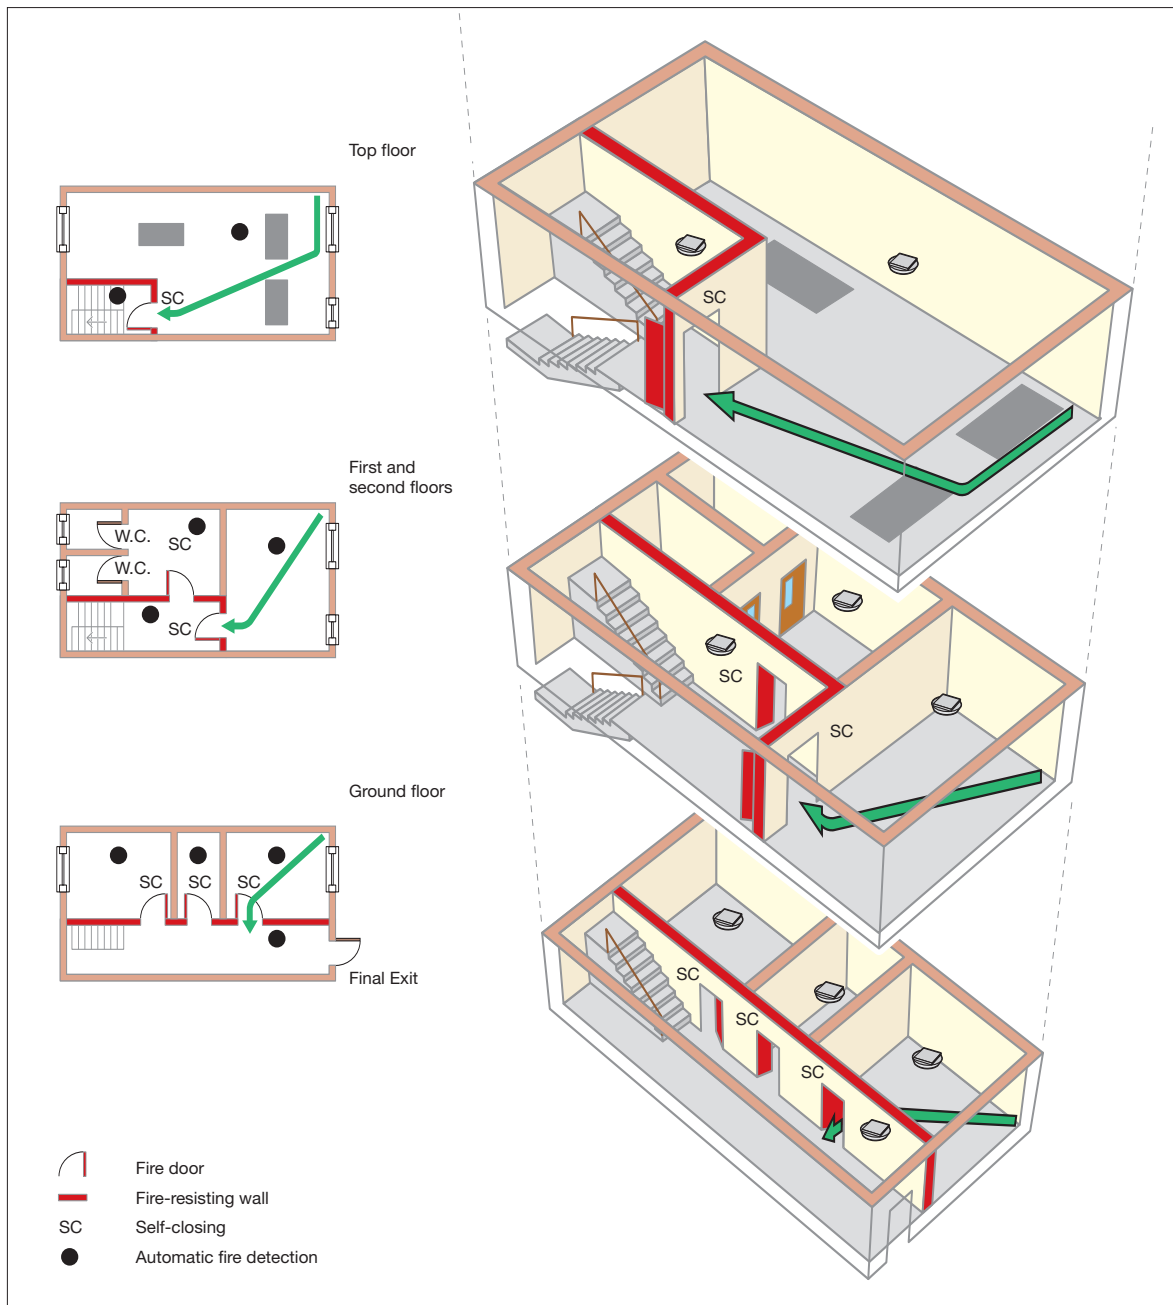 Top floor
SC
SC
First and
second floors
W.C.
SC
W.C.
SC
SC
SC
Ground floor
SC
SC
SC
Final Exit
SC
SC
SC
Fire door
Fire-resisting wall
SC
Self-closing
Automatic fire detection